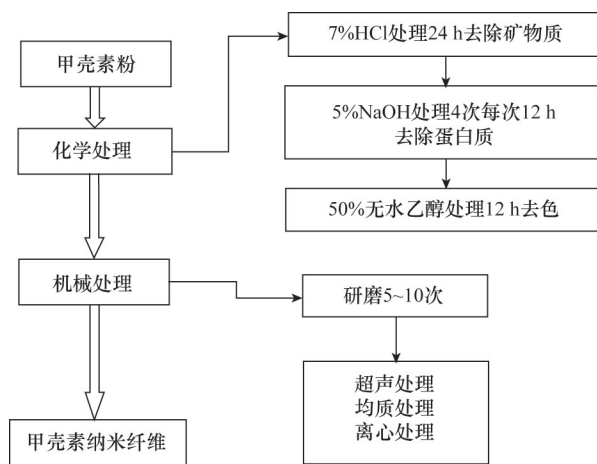 甲壳素粉
化学处理
机械处理
甲壳素纳米纤维
7%HCl处理24 h去除矿物质
5%NaOH处理4次每次12 h
去除蛋白质
50%无水乙醇处理12 h去色
研磨5~10次
超声处理
均质处理
离心处理